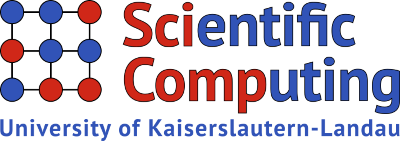 Scientific
Computing
University of Kaiserslautern-Landau